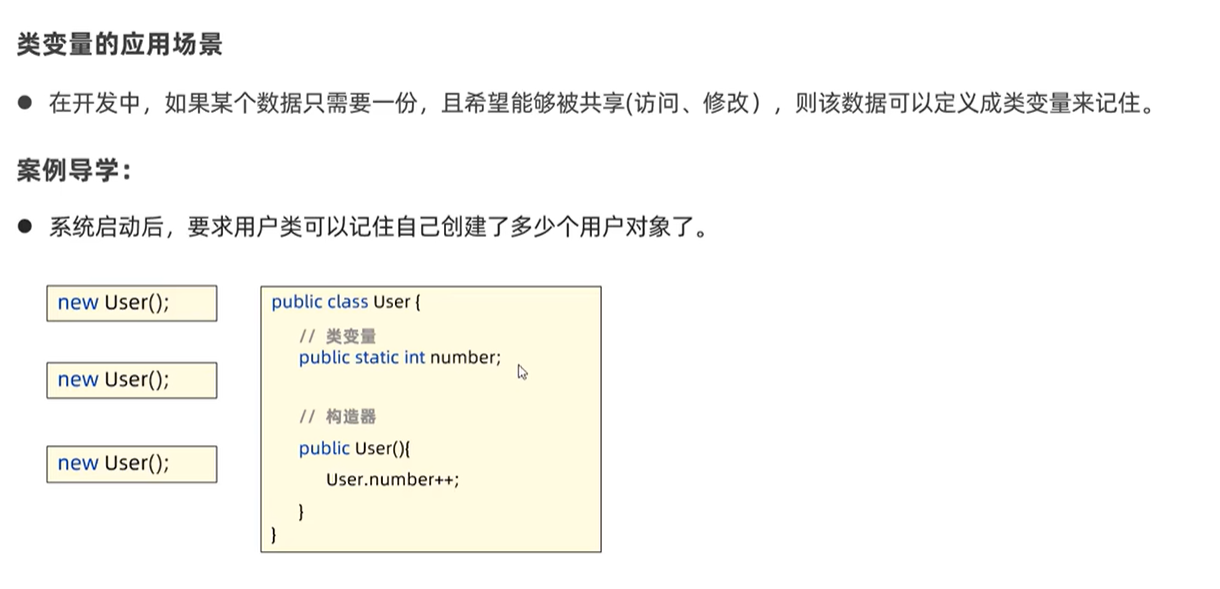 类变量的应用场景
● 在开发中，如果某个数据只需要一份，且希望能够被共享(访问、修改），则该数据可以定义成类变量来记住。
案例导学：
● 系统启动后，要求用户类可以记住自己创建了多少个用户对象了。
new User();
new User();
new User();
public class User {
// 类变量
public static int number;
// 构造器
public User(){
User.number++;
}
}